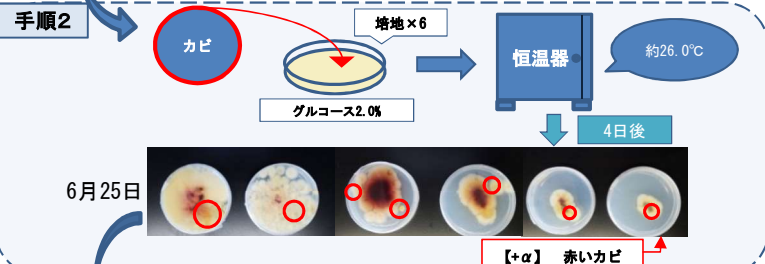 手順2
カビ
培地×6
グルコース2.0%
恒温器
約26.0℃
4日後
6月25日
【+α】 赤いカビ